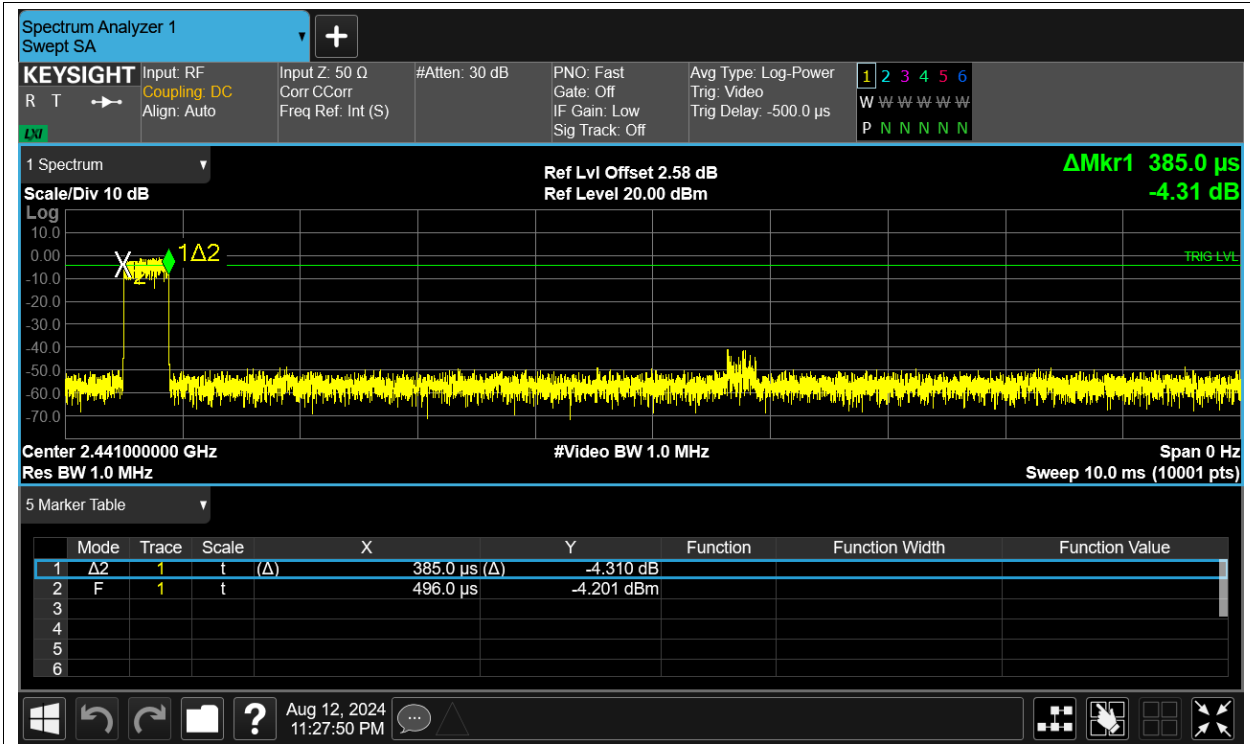 Spectrum Analyzer 1
Swept SA
KEYSIGHT
R T
LXI
Input: RF
Coupling: DC
Align: Auto
Input Z: 50 Ω
Corr CCorr
Freq Ref: Int (S)
#Atten: 30 dB
PNO: Fast
Gate: Off
IF Gain: Low
Sig Track: Off
Avg Type: Log-Power
Trig: Video
Trig Delay: -500.0 µs
1 2 3 4 5 6
W W W W W W
P N N N N N
1 Spectrum
Scale/Div 10 dB
Ref Lvl Offset 2.58 dB
Ref Level 20.00 dBm
ΔMkr1 385.0 µs
-4.31 dB
Log
10.0
0.00
-10.0
-20.0
-30.0
-40.0
-50.0
-60.0
-70.0
1Δ2
2
TRIG LVL
Center 2.441000000 GHz
Res BW 1.0 MHz
#Video BW 1.0 MHz
Span 0 Hz
Sweep 10.0 ms (10001 pts)
5 Marker Table
Mode Trace Scale X Y Function Function Width Function Value
1 Δ2 1 t (Δ) 385.0 µs (Δ) -4.310 dB
2 F 1 t 496.0 µs -4.201 dBm
3
4
5
6
?
Aug 12, 2024
11:27:50 PM